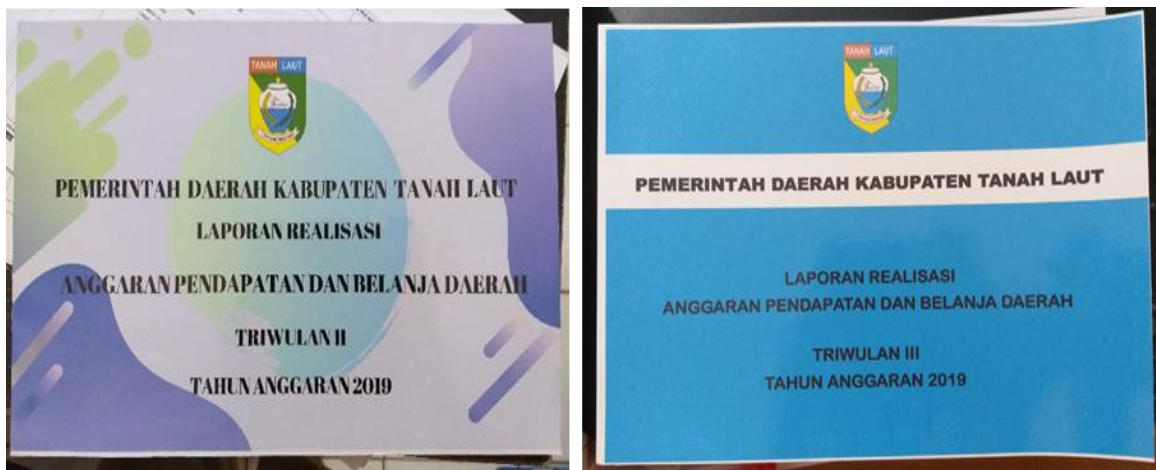 TANAH LAUT
PEMERINTAH DAERAH KABUPATEN TANAH LAUT
LAPORAN REALISASI
ANGGARAN PENDAPATAN DAN BELANJA DAERAH
TRIWULAN II
TAHUN ANGGARAN 2019
TANAH LAUT
PEMERINTAH DAERAH KABUPATEN TANAH LAUT
LAPORAN REALISASI
ANGGARAN PENDAPATAN DAN BELANJA DAERAH
TRIWULAN III
TAHUN ANGGARAN 2019